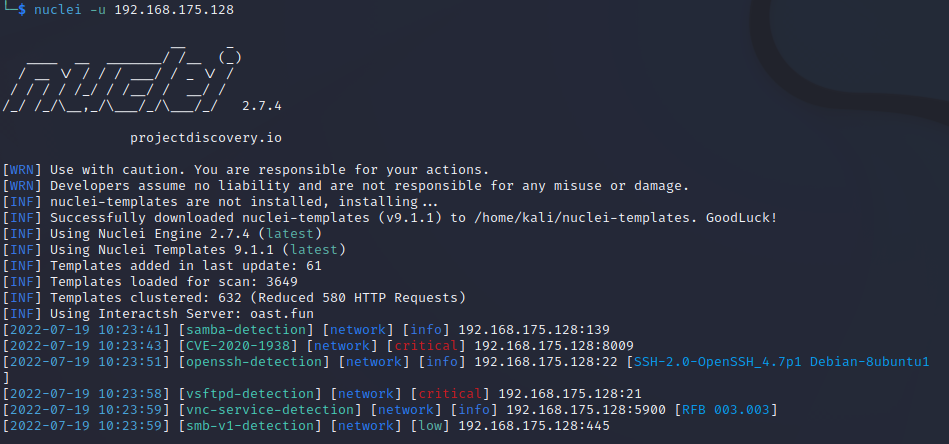 └─$ nuclei -u 192.168.175.128
                     __     _
   ____  __  _______/ /__  (_)
  / __ \/ / / / ___/ / _ \/ /
 / / / / /_/ / /__/ /  __/ /
/_/ /_/\__,_/\___/_/\___/_/   2.7.4
projectdiscovery.io
[WRN] Use with caution. You are responsible for your actions.
[WRN] Developers assume no liability and are not responsible for any misuse or damage.
[INF] nuclei-templates are not installed, installing...
[INF] Successfully downloaded nuclei-templates (v9.1.1) to /home/kali/nuclei-templates. GoodLuck!
[INF] Using Nuclei Engine 2.7.4 (latest)
[INF] Using Nuclei Templates 9.1.1 (latest)
[INF] Templates added in last update: 61
[INF] Templates loaded for scan: 3649
[INF] Templates clustered: 632 (Reduced 580 HTTP Requests)
[INF] Using Interactsh Server: oast.fun
[2022-07-19 10:23:41] [samba-detection] [network] [info] 192.168.175.128:139
[2022-07-19 10:23:43] [CVE-2020-1938] [network] [critical] 192.168.175.128:8009
[2022-07-19 10:23:51] [openssh-detection] [network] [info] 192.168.175.128:22 [SSH-2.0-OpenSSH_4.7p1 Debian-8ubuntu1
]
[2022-07-19 10:23:58] [vsftpd-detection] [network] [critical] 192.168.175.128:21
[2022-07-19 10:23:59] [vnc-service-detection] [network] [info] 192.168.175.128:5900 [RFB 003.003]
[2022-07-19 10:23:59] [smb-v1-detection] [network] [low] 192.168.175.128:445